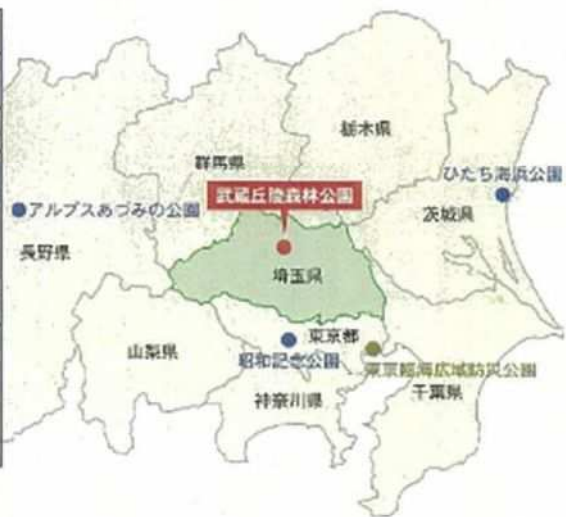 栃木県
群馬県
ひたち海浜公園
武蔵丘陵森林公園
アルプスあづみの公園
茨城県
長野県
埼玉県
東京都
山梨県
昭和記念公園
東京臨海広域防災公園
千葉県
神奈川県